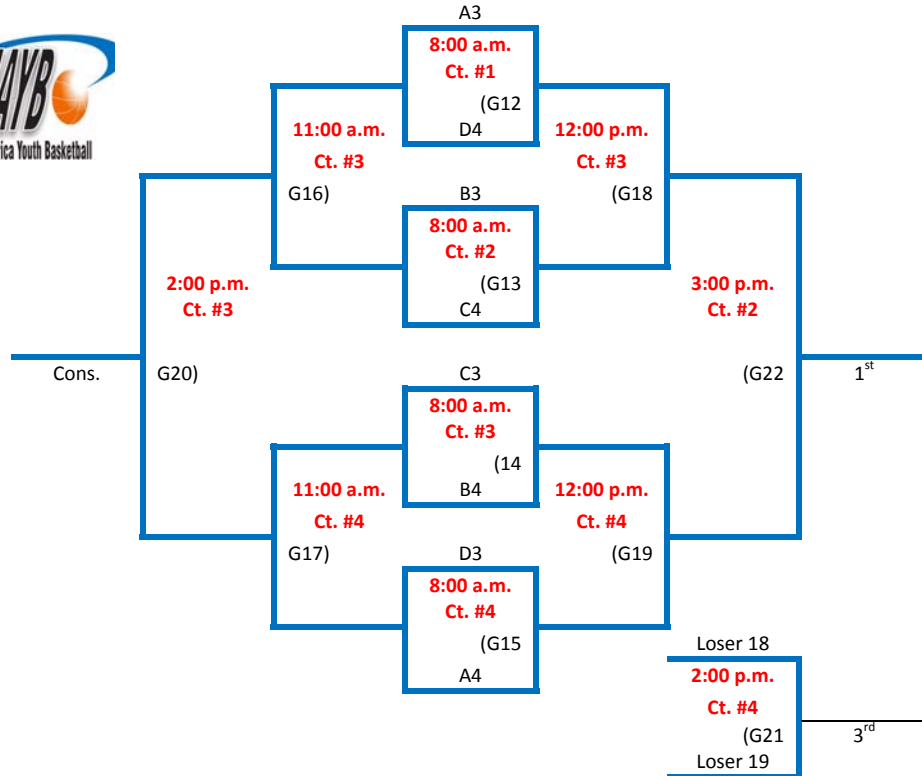 A3
8:00 a.m.
Ct. #1
(G12
D4
AYB
rica Youth Basketball
11:00 a.m.
Ct. #3
G16)
12:00 p.m.
Ct. #3
(G18
B3
8:00 a.m.
Ct. #2
(G13
C4
2:00 p.m.
Ct. #3
G20)
Cons.
3:00 p.m.
Ct. #2
(G22
1st
C3
8:00 a.m.
Ct. #3
(14
B4
11:00 a.m.
Ct. #4
G17)
12:00 p.m.
Ct. #4
(G19
D3
8:00 a.m.
Ct. #4
(G15
A4
Loser 18
2:00 p.m.
Ct. #4
(G21
3rd
Loser 19